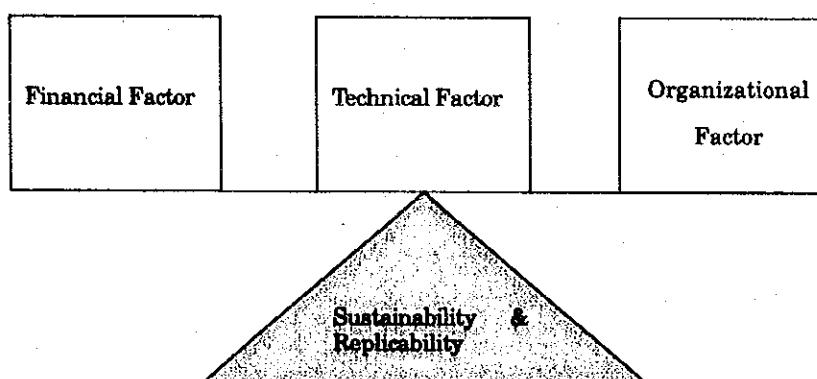 Financial Factor
Technical Factor
Organizational
Factor
Sustainability &
Replicability